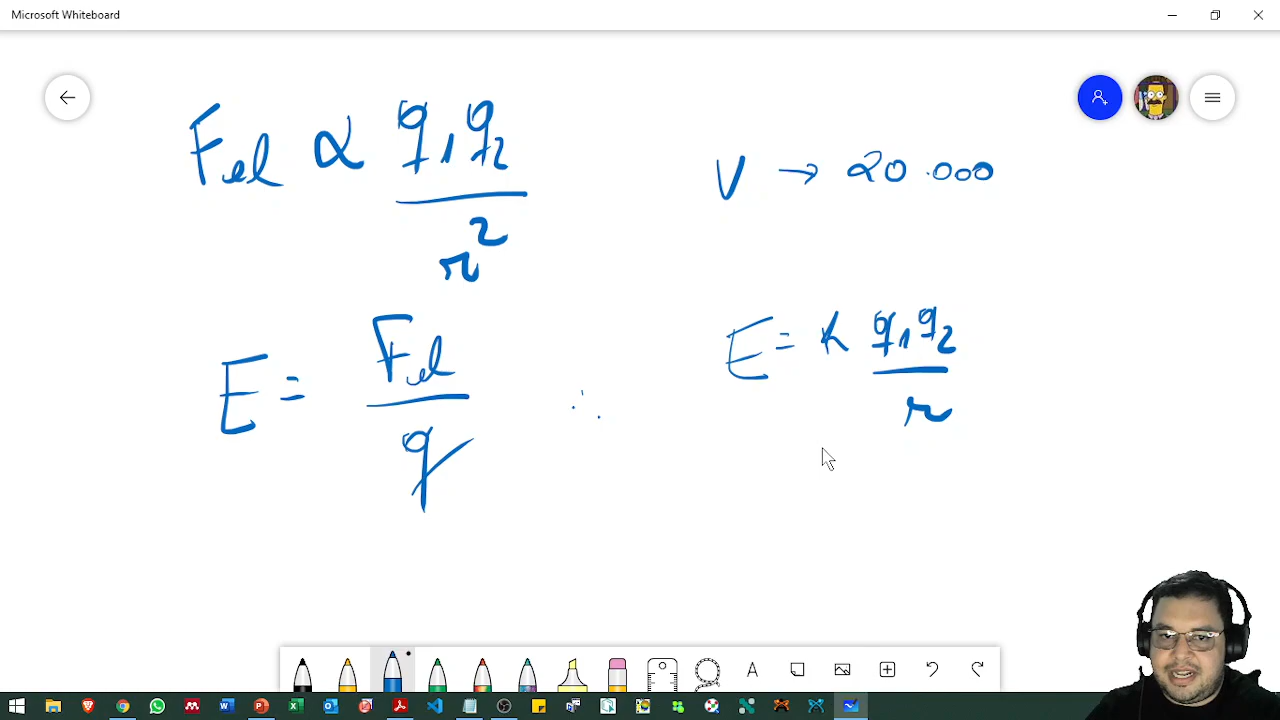 Microsoft Whiteboard
Fel ∝ q1q2 / r²
V → 20.000
E = Fel / q ∴
E = k q1q2 / r
A